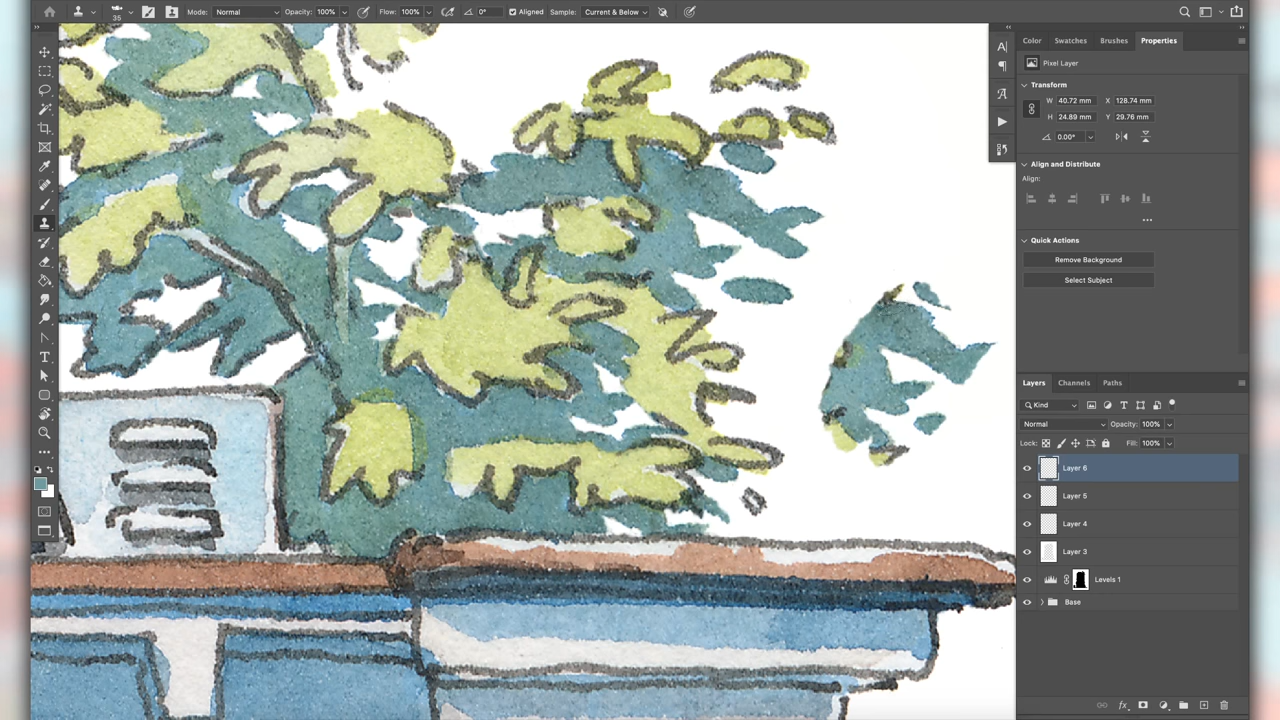 Mode: Normal Opacity: 100% Flow: 100% 0° Aligned Sample: Current & Below
35
Color Swatches Brushes Properties
Pixel Layer
Transform
W 40.72 mm X 128.74 mm
H 24.89 mm Y 29.76 mm
0.00°
Align and Distribute
Align:
Quick Actions
Remove Background
Select Subject
Layers Channels Paths
Kind
Normal Opacity: 100%
Lock: Fill: 100%
Layer 6
Layer 5
Layer 4
Layer 3
Levels 1
Base